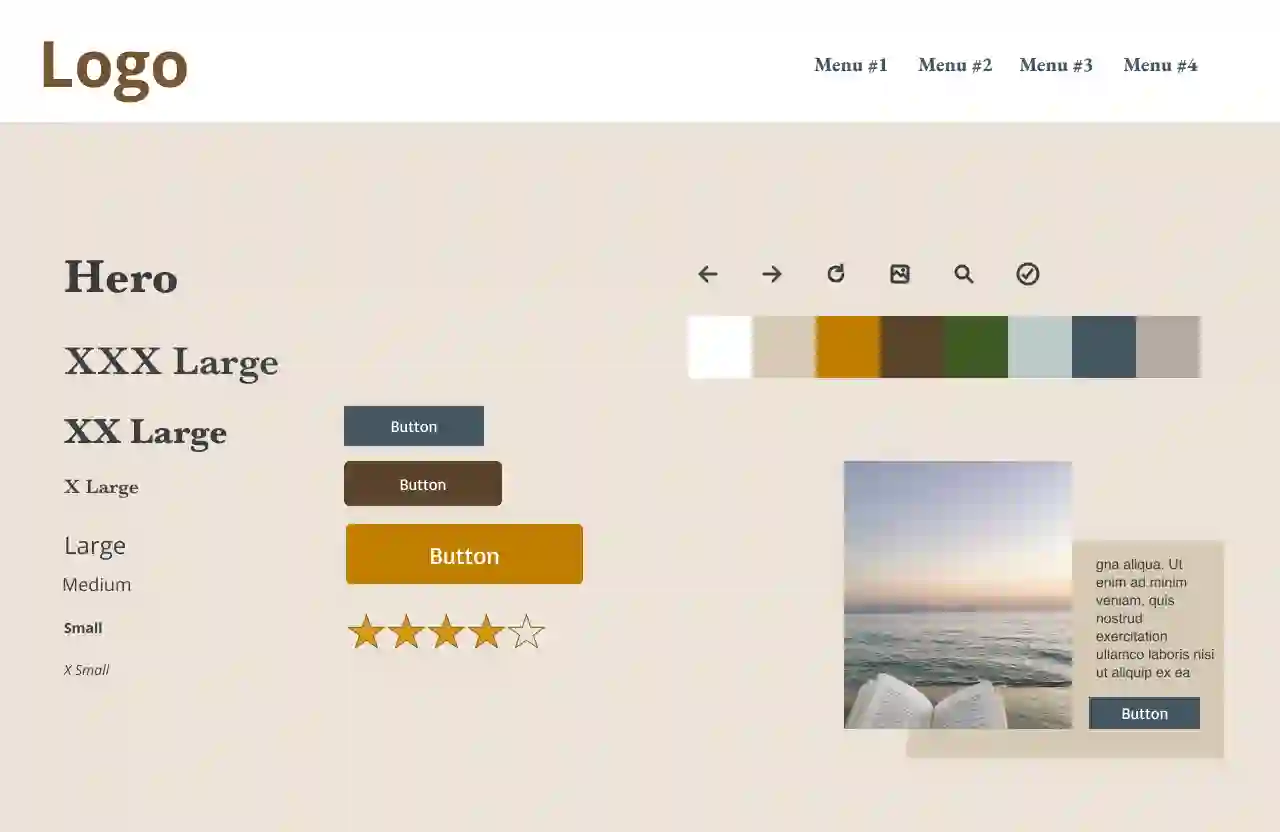 Logo
Menu #1 Menu #2 Menu #3 Menu #4
Hero
XXX Large
XX Large
X Large
Large
Medium
Small
X Small
Button
Button
Button
gna aliqua. Ut
enim ad minim
veniam, quis
nostrud
exercitation
ullamco laboris nisi
ut aliquip ex ea
Button